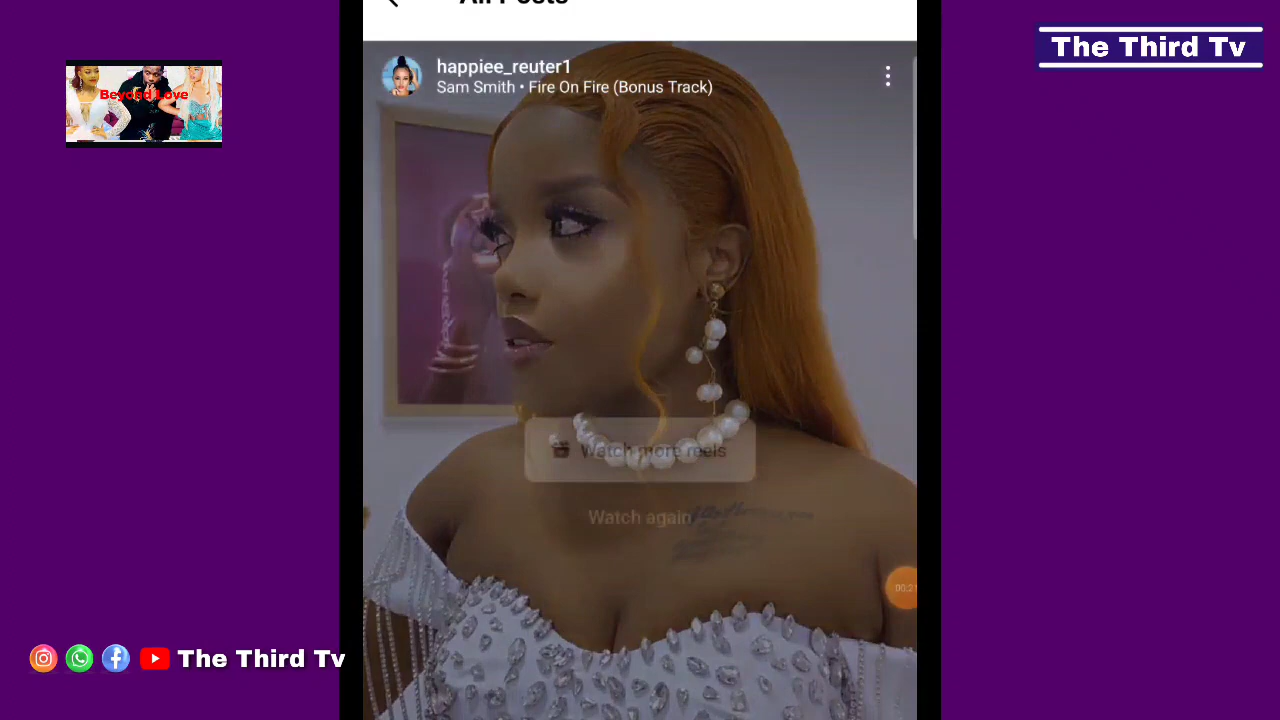 All Posts
The Third Tv
happiee_reuter1
Sam Smith • Fire On Fire (Bonus Track)
Beyond Love
Watch more reels
Watch again
The Third Tv